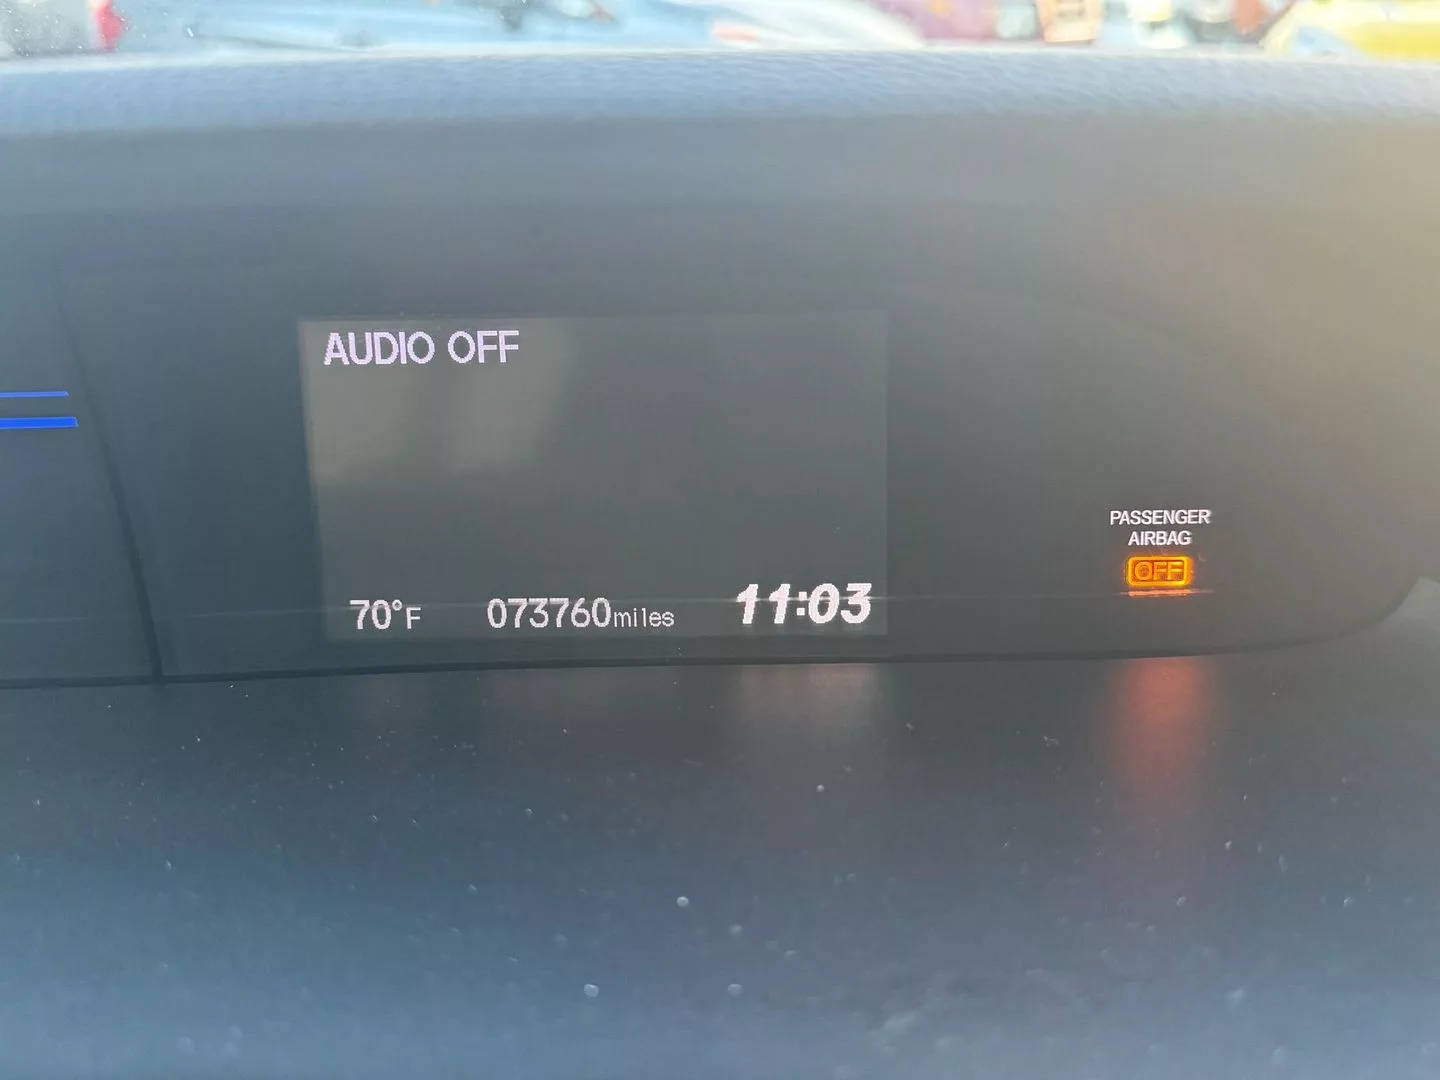 AUDIO OFF
70°F 073760miles 11:03
PASSENGER
AIRBAG
OFF